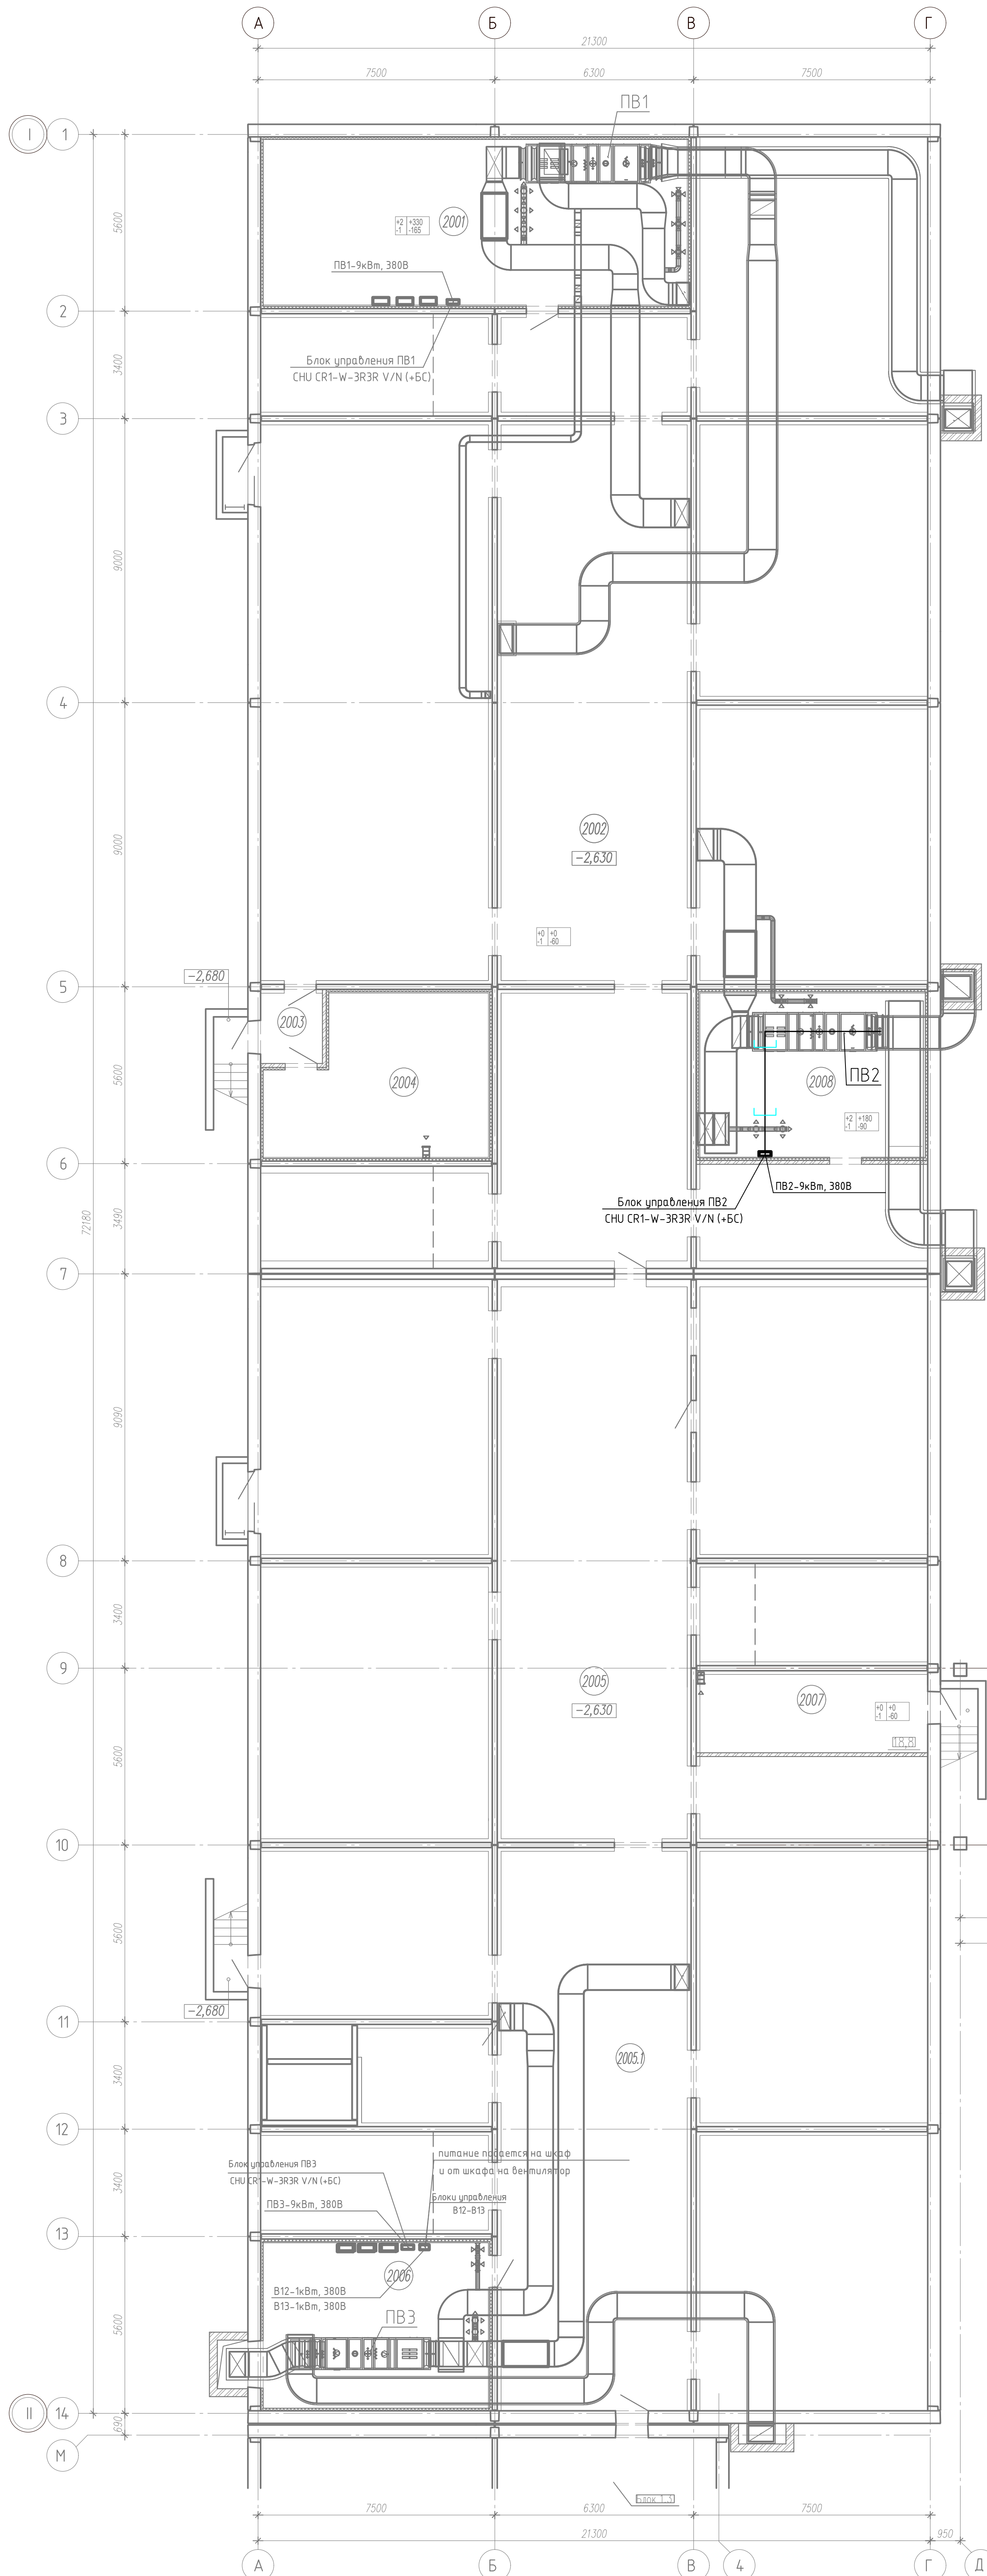 А
Б
В
Г
21300
7500
6300
7500
ПВ1
I
1
5600
+2 +330
-1 -165
2001
ПВ1-9кВт, 380В
2
Блок управления ПВ1
CHU CR1-W-3R3R V/N (+БС)
3400
3
9000
4
2002
-2,630
9000
+0 +0
-1 -60
-2,680
5
2003
5600
2004
ПВ2
2008
+2 +180
-1 -90
6
ПВ2-9кВт, 380В
Блок управления ПВ2
CHU CR1-W-3R3R V/N (+БС)
72180
3490
7
9090
8
3400
9
2005
-2,630
2007
+0 +0
-1 -60
18,8
5600
10
5600
-2,680
11
2005.1
3400
12
питание подается на шкаф
и от шкафа на вентилятор
Блок управления ПВ3
CHU CR1-W-3R3R V/N (+БС)
3400
Блоки управления
В12-В13
ПВ3-9кВт, 380В
13
2006
В12-1кВт, 380В
В13-1кВт, 380В
ПВ3
5600
II
14
690
М
Блок 1.3
7500
6300
7500
21300
950
А
Б
В
4
Г
Д